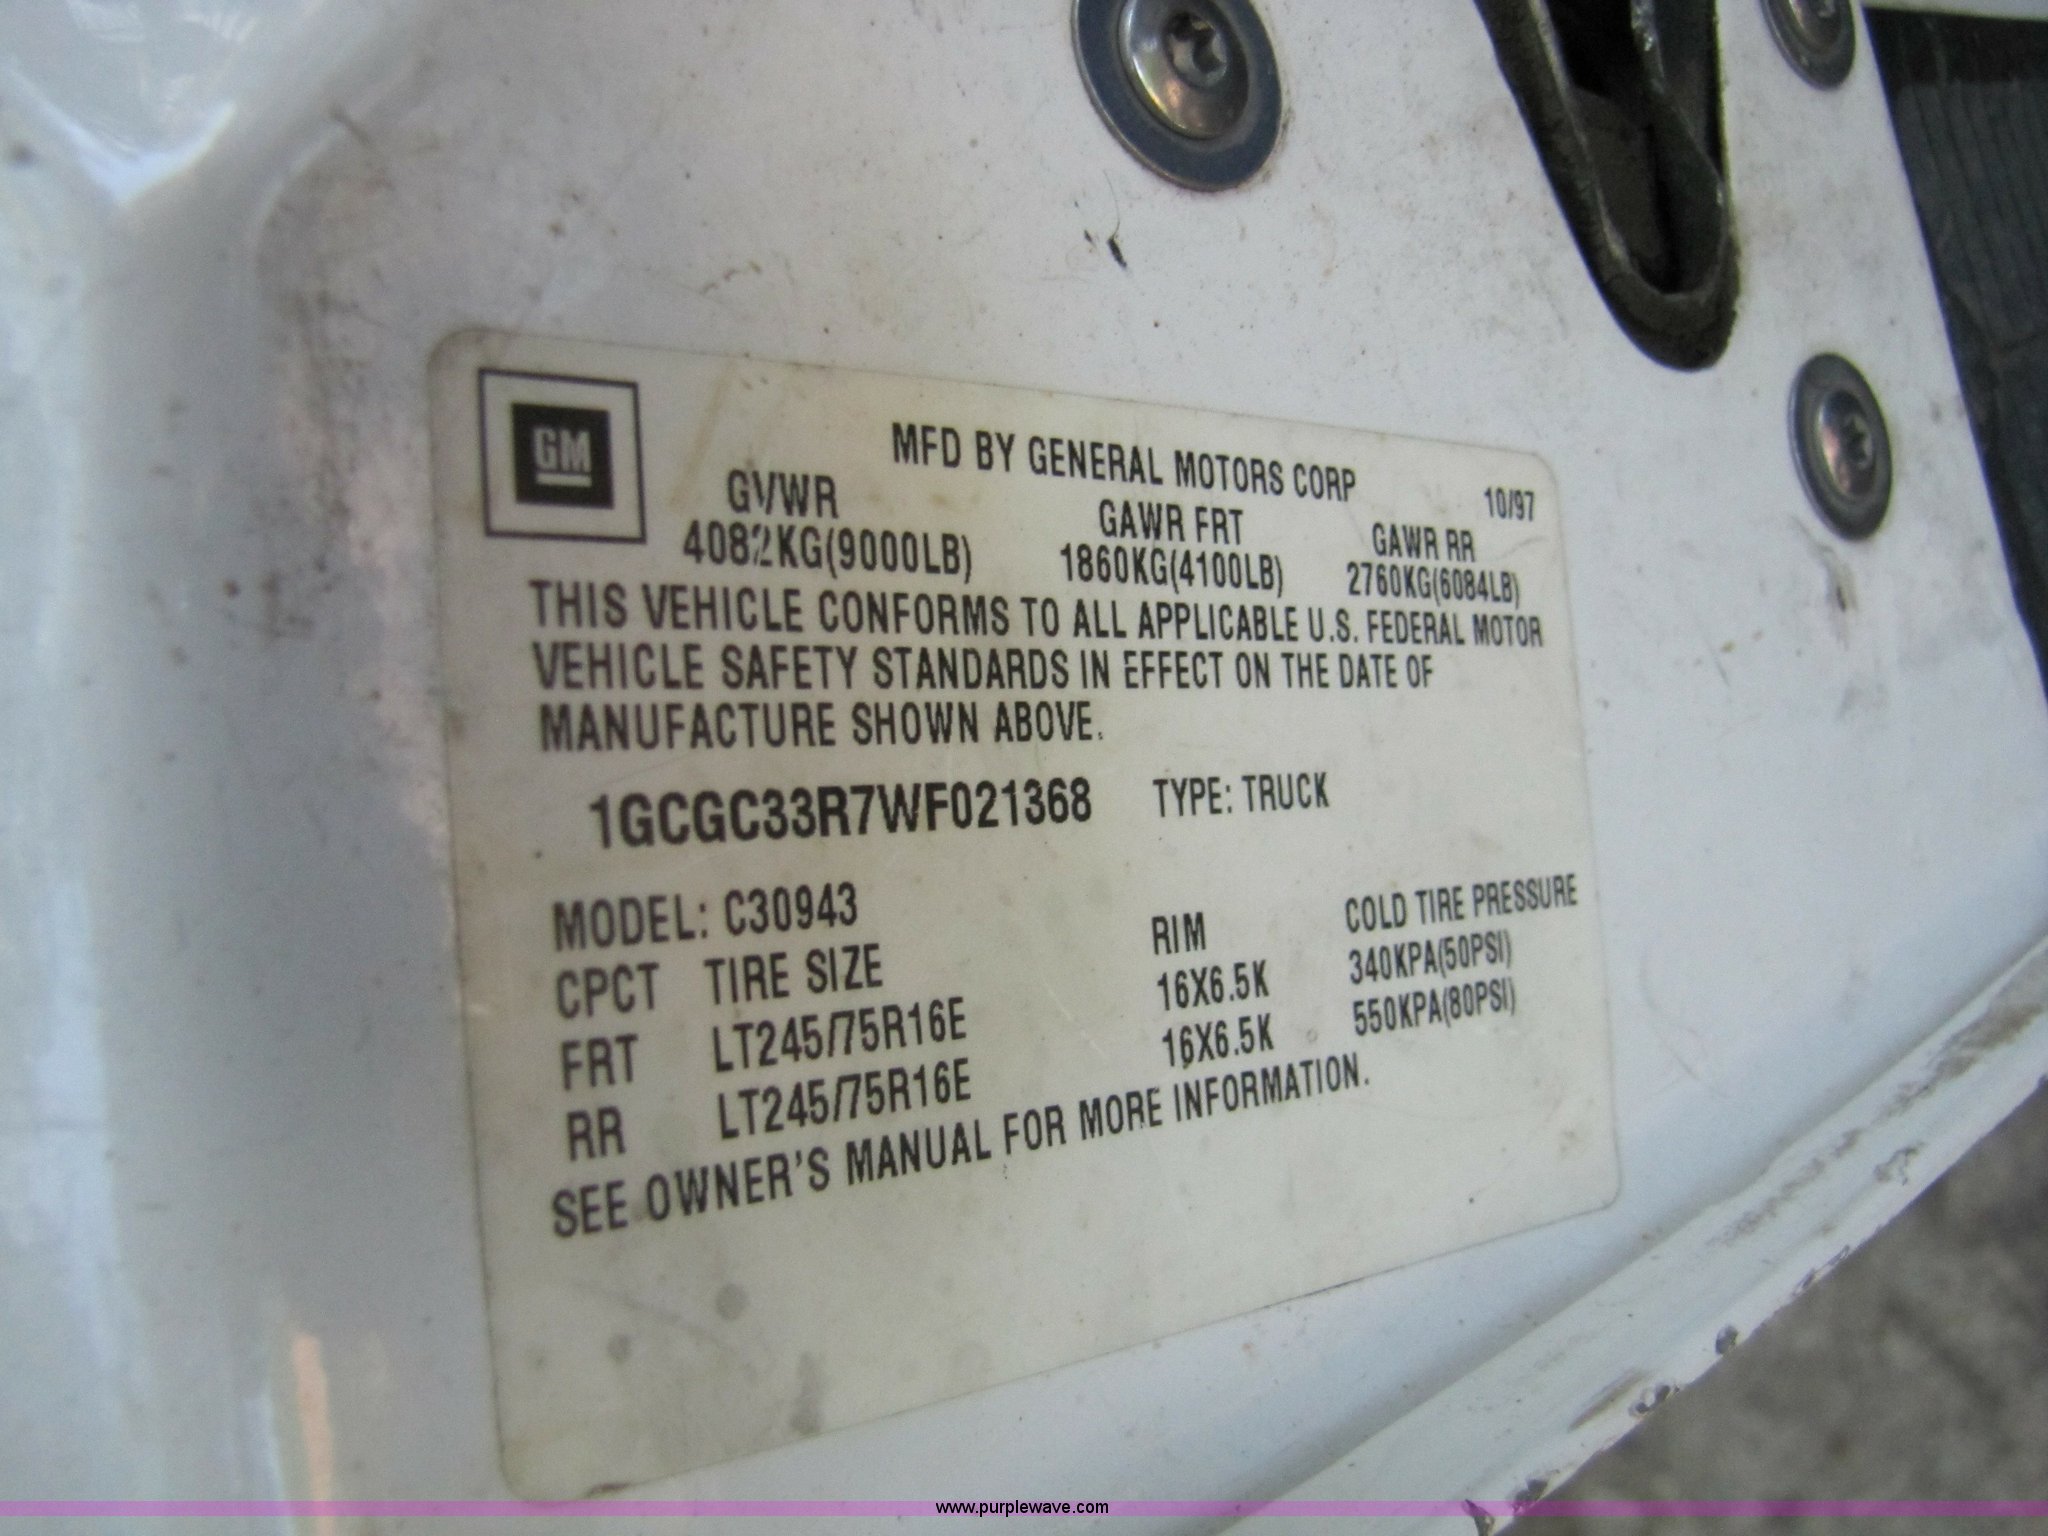 GM
MFD BY GENERAL MOTORS CORP
10/97
GVWR GAWR FRT GAWR RR
4082KG(9000LB) 1860KG(4100LB) 2760KG(6084LB)
THIS VEHICLE CONFORMS TO ALL APPLICABLE U.S. FEDERAL MOTOR
VEHICLE SAFETY STANDARDS IN EFFECT ON THE DATE OF
MANUFACTURE SHOWN ABOVE.
1GCGC33R7WF021368 TYPE: TRUCK
MODEL: C30943
CPCT TIRE SIZE RIM COLD TIRE PRESSURE
FRT LT245/75R16E 16X6.5K 340KPA(50PSI)
RR LT245/75R16E 16X6.5K 550KPA(80PSI)
SEE OWNER'S MANUAL FOR MORE INFORMATION.
www.purplewave.com